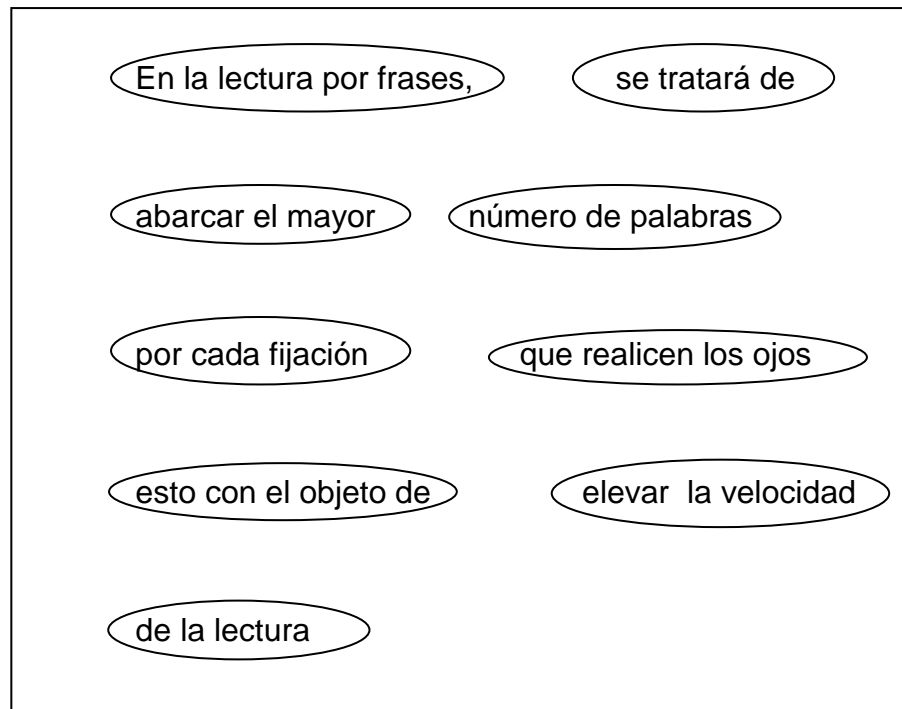 En la lectura por frases, se tratará de
abarcar el mayor número de palabras
por cada fijación que realicen los ojos
esto con el objeto de elevar la velocidad
de la lectura